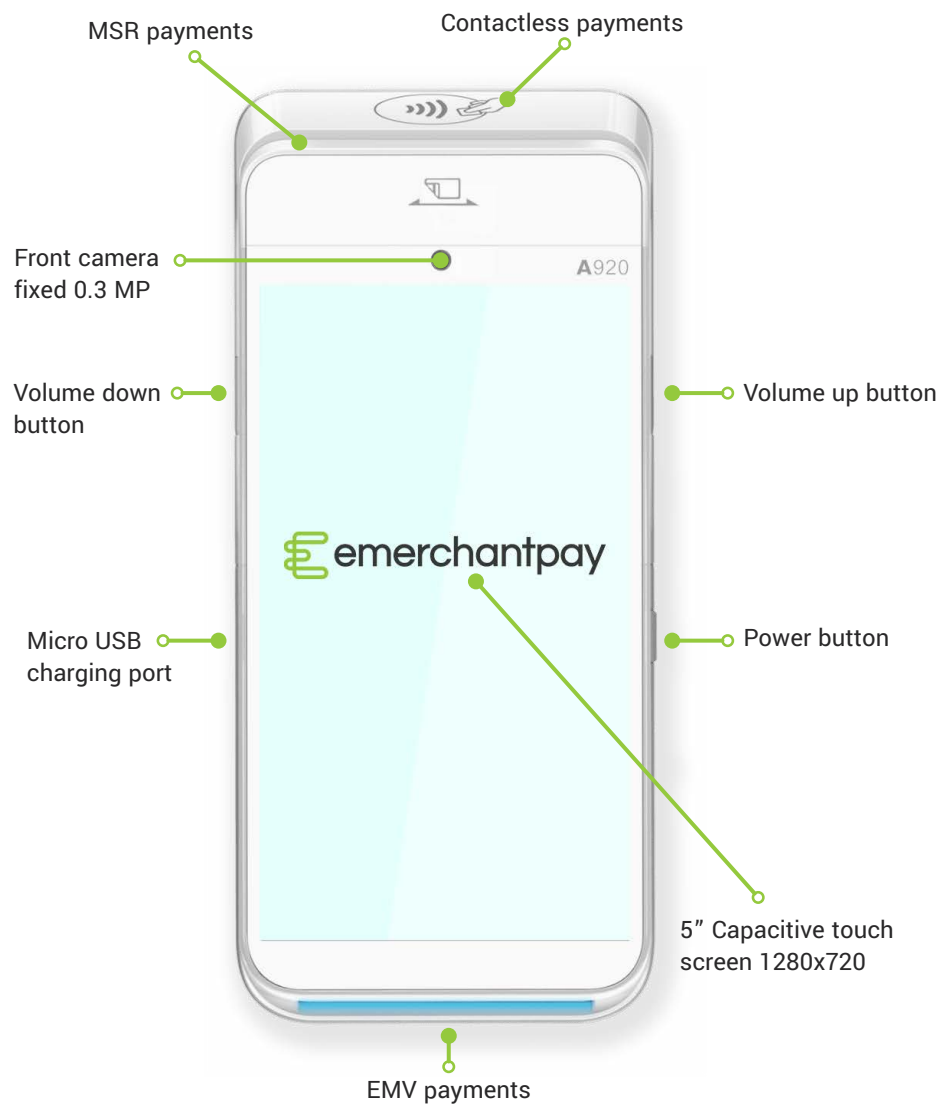 MSR payments
Contactless payments
Front camera
fixed 0.3 MP
A920
Volume down
button
Volume up button
emerchantpay
Micro USB
charging port
Power button
5” Capacitive touch
screen 1280x720
EMV payments